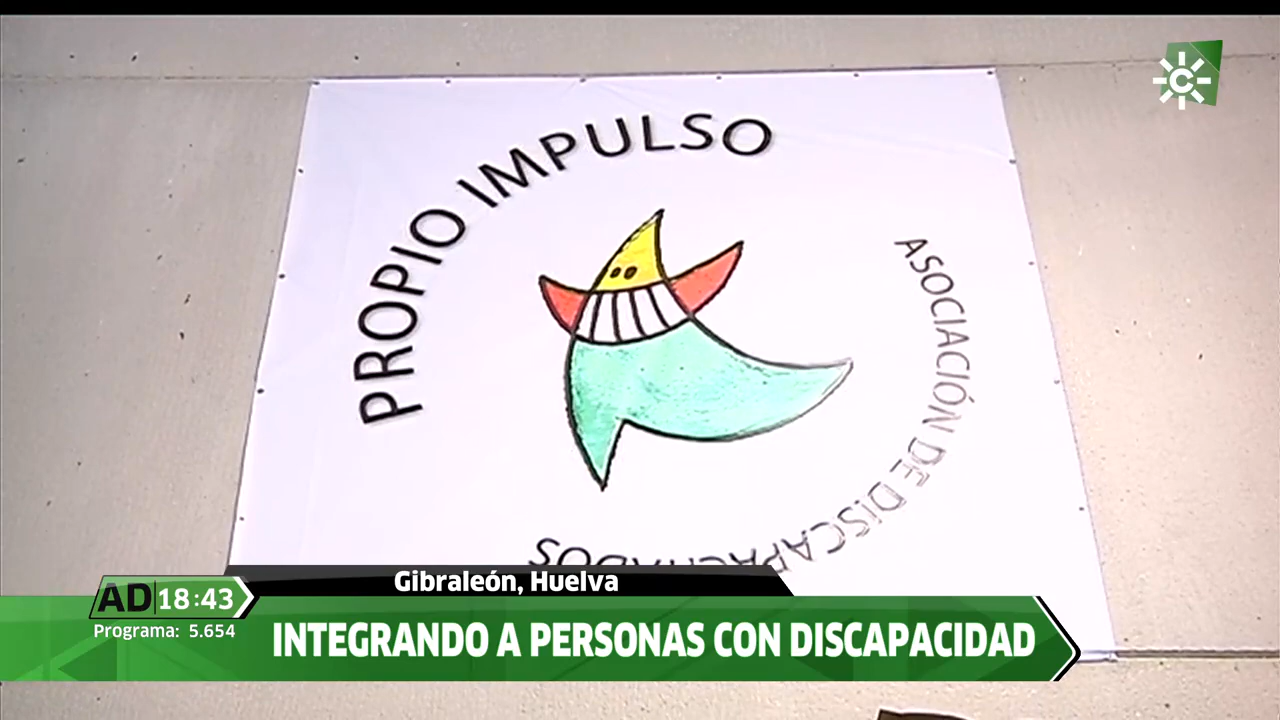 PROPIO IMPULSO
ASOCIACIÓN DE DISCAPACITADOS
C
Gibraleón, Huelva
AD 18:43
Programa: 5.654
INTEGRANDO A PERSONAS CON DISCAPACIDAD